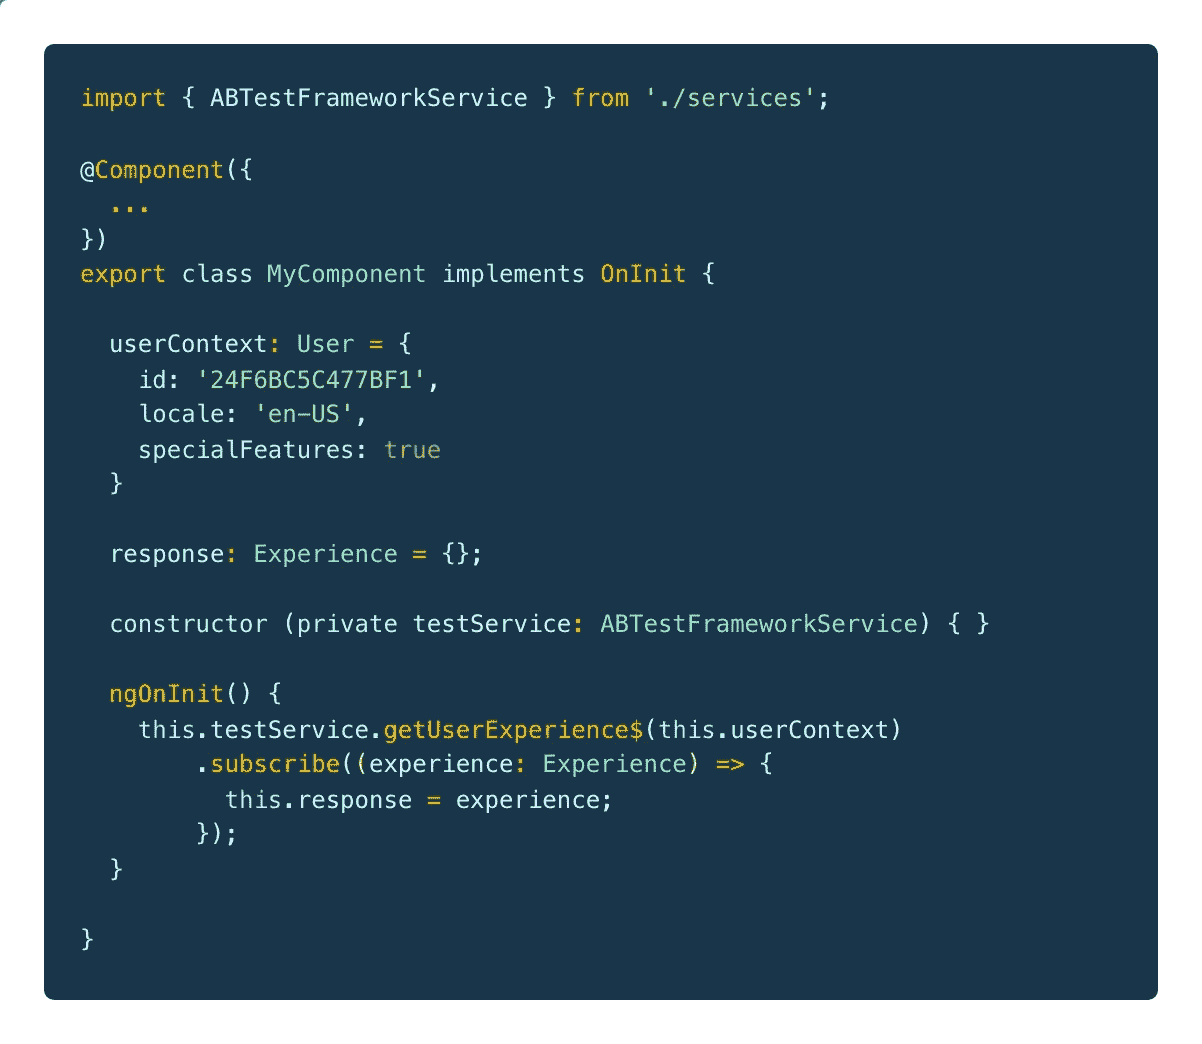 import { ABTestFrameworkService } from './services';
@Component({
  ...
})
export class MyComponent implements OnInit {
  userContext: User = {
    id: '24F6BC5C477BF1',
    locale: 'en-US',
    specialFeatures: true
  }
  response: Experience = {};
  constructor (private testService: ABTestFrameworkService) { }
  ngOnInit() {
    this.testService.getUserExperience$(this.userContext)
        .subscribe((experience: Experience) => {
          this.response = experience;
        });
  }
}